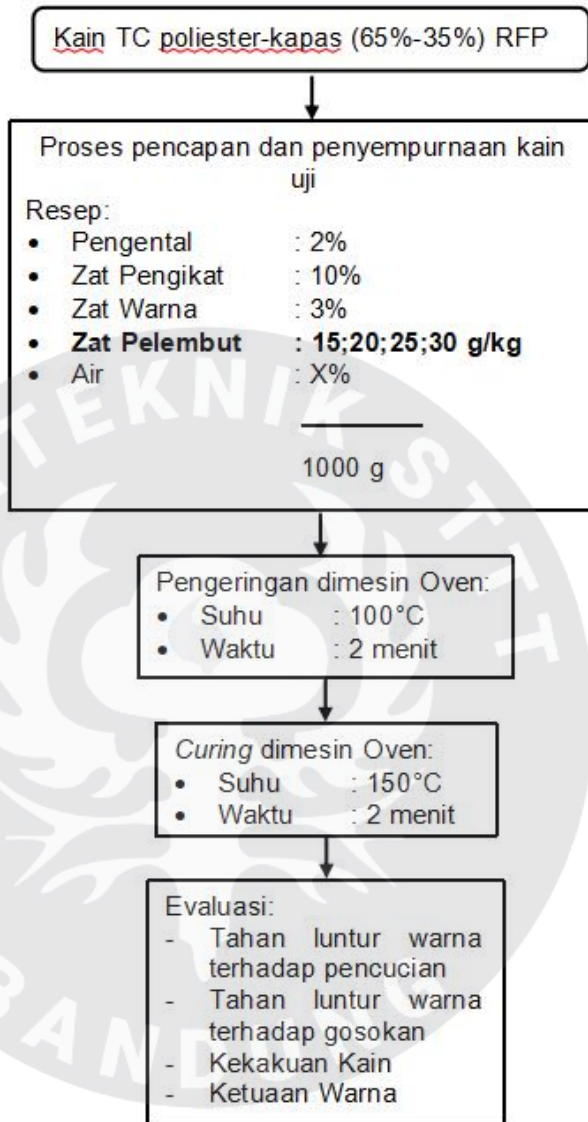 Kain TC poliester-kapas (65%-35%) RFP
Proses pencapan dan penyempurnaan kain
uji
Resep:
• Pengental : 2%
• Zat Pengikat : 10%
• Zat Warna : 3%
• Zat Pelembut : 15;20;25;30 g/kg
• Air : X%
1000 g
Pengeringan dimesin Oven:
• Suhu : 100°C
• Waktu : 2 menit
Curing dimesin Oven:
• Suhu : 150°C
• Waktu : 2 menit
Evaluasi:
- Tahan luntur warna
terhadap pencucian
- Tahan luntur warna
terhadap gosokan
- Kekakuan Kain
- Ketuaan Warna
TEKNIK STTT
BANDUNG